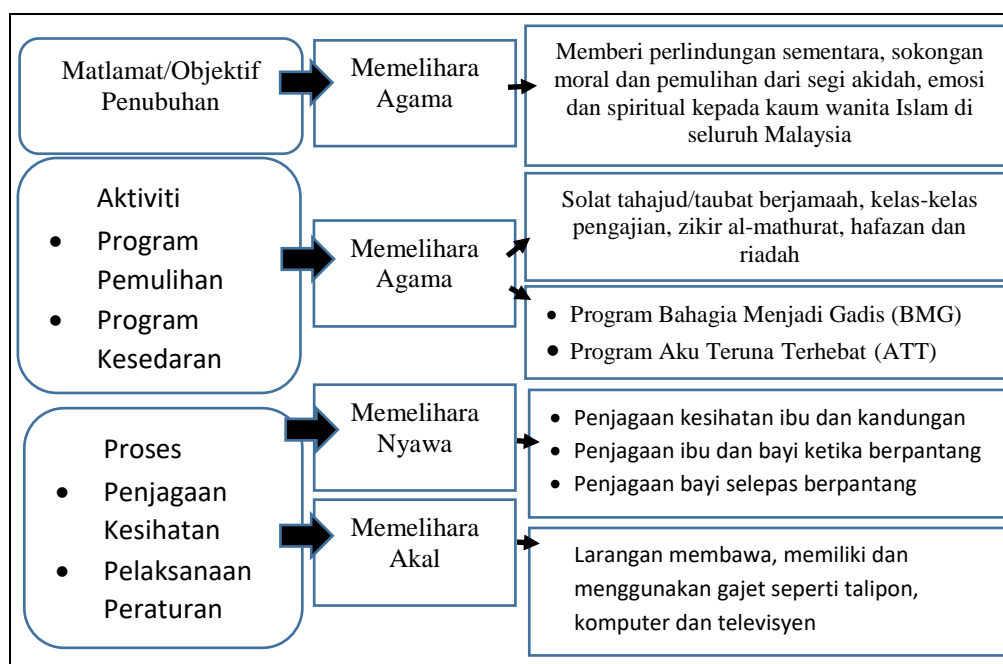 Matlamat/Objektif
Penubuhan
Memelihara
Agama
Memberi perlindungan sementara, sokongan
moral dan pemulihan dari segi akidah, emosi
dan spiritual kepada kaum wanita Islam di
seluruh Malaysia
Aktiviti
• Program
Pemulihan
• Program
Kesedaran
Memelihara
Agama
Solat tahajud/taubat berjamaah, kelas-kelas
pengajian, zikir al-mathurat, hafazan dan
riadah
• Program Bahagia Menjadi Gadis (BMG)
• Program Aku Teruna Terhebat (ATT)
Proses
• Penjagaan
Kesihatan
• Pelaksanaan
Peraturan
Memelihara
Nyawa
• Penjagaan kesihatan ibu dan kandungan
• Penjagaan ibu dan bayi ketika berpantang
• Penjagaan bayi selepas berpantang
Memelihara
Akal
Larangan membawa, memiliki dan
menggunakan gajet seperti talipon,
komputer dan televisyen